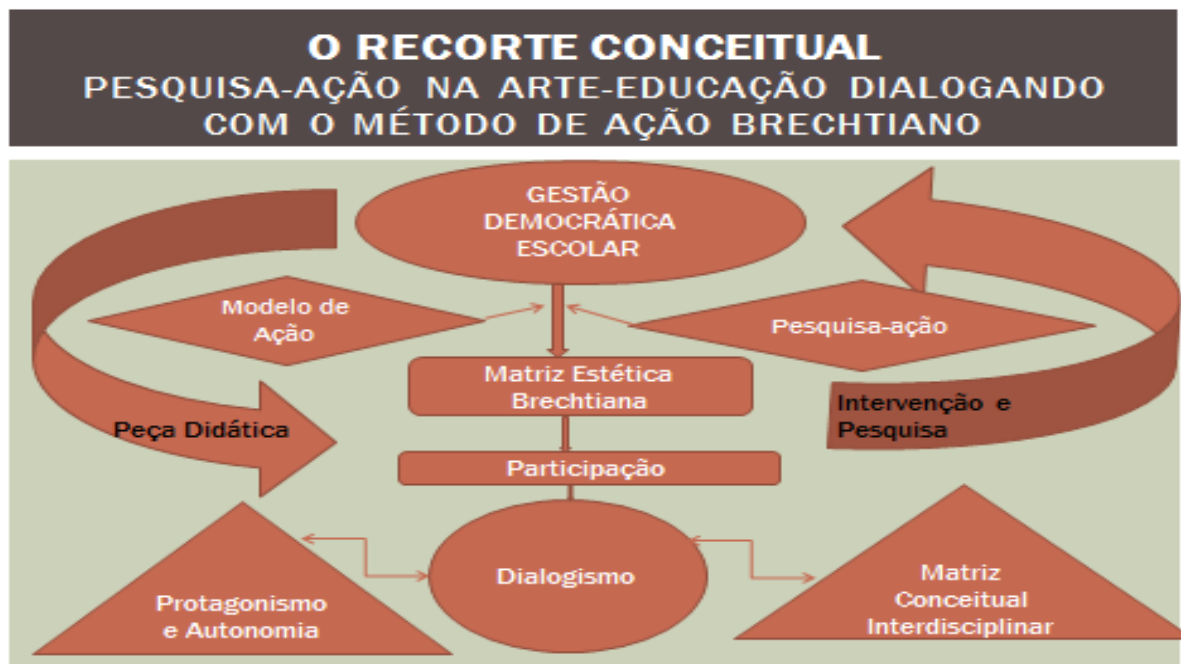 O RECORTE CONCEITUAL
PESQUISA-AÇÃO NA ARTE-EDUCAÇÃO DIALOGANDO
COM O MÉTODO DE AÇÃO BRECHTIANO
GESTÃO
DEMOCRÁTICA
ESCOLAR
Modelo de
Ação
Pesquisa-ação
Matriz Estética
Brechtiana
Peça Didática
Intervenção e
Pesquisa
Participação
Protagonismo
e Autonomia
Dialogismo
Matriz
Conceitual
Interdisciplinar